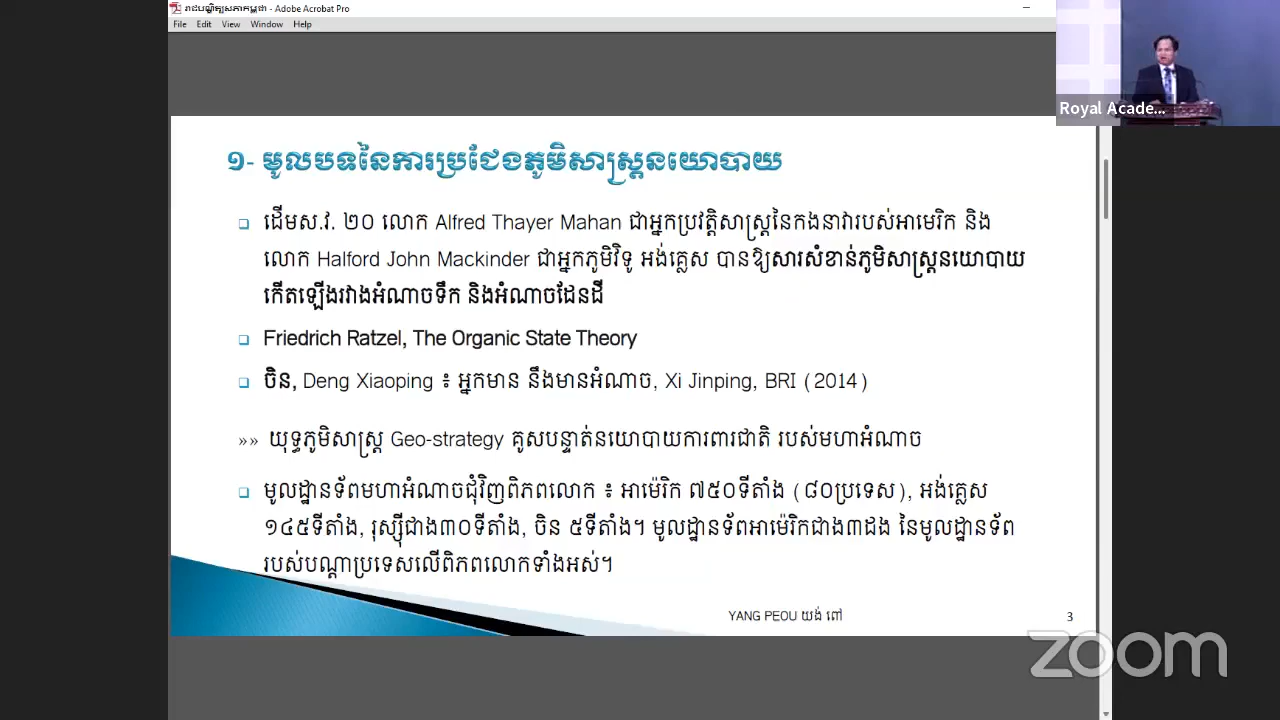 រាជបណ្ឌិត្យសភាកម្ពុជា - Adobe Acrobat Pro
File Edit View Window Help
Royal Acade...
១- មូលបទនៃការប្រជែងភូមិសាស្ត្រនយោបាយ
ដើមស.វ. ២០ លោក Alfred Thayer Mahan ជាអ្នកប្រវត្តិសាស្ត្រនៃកងនាវារបស់អាមេរិក និង
លោក Halford John Mackinder ជាអ្នកភូមិវិទូ អង់គ្លេស បានឱ្យសារសំខាន់ភូមិសាស្ត្រនយោបាយ
កើតឡើងរវាងអំណាចទឹក និងអំណាចដែនដី
Friedrich Ratzel, The Organic State Theory
ចិន, Deng Xiaoping ៖ អ្នកមាន នឹងមានអំណាច, Xi Jinping, BRI (2014)
»» យុទ្ធភូមិសាស្ត្រ Geo-strategy គូសបន្ទាត់នយោបាយការពារជាតិ របស់មហាអំណាច
មូលដ្ឋានទ័ពមហាអំណាចជុំវិញពិភពលោក ៖ អាម៉េរិក ៧៥០ទីតាំង (៨០ប្រទេស), អង់គ្លេស
១៤៥ទីតាំង, រុស្ស៊ីជាង៣០ទីតាំង, ចិន ៥ទីតាំង។ មូលដ្ឋានទ័ពអាម៉េរិកជាង៣ដង នៃមូលដ្ឋានទ័ព
របស់បណ្តាប្រទេសលើពិភពលោកទាំងអស់។
YANG PEOU យង់ ពៅ
3
zoom